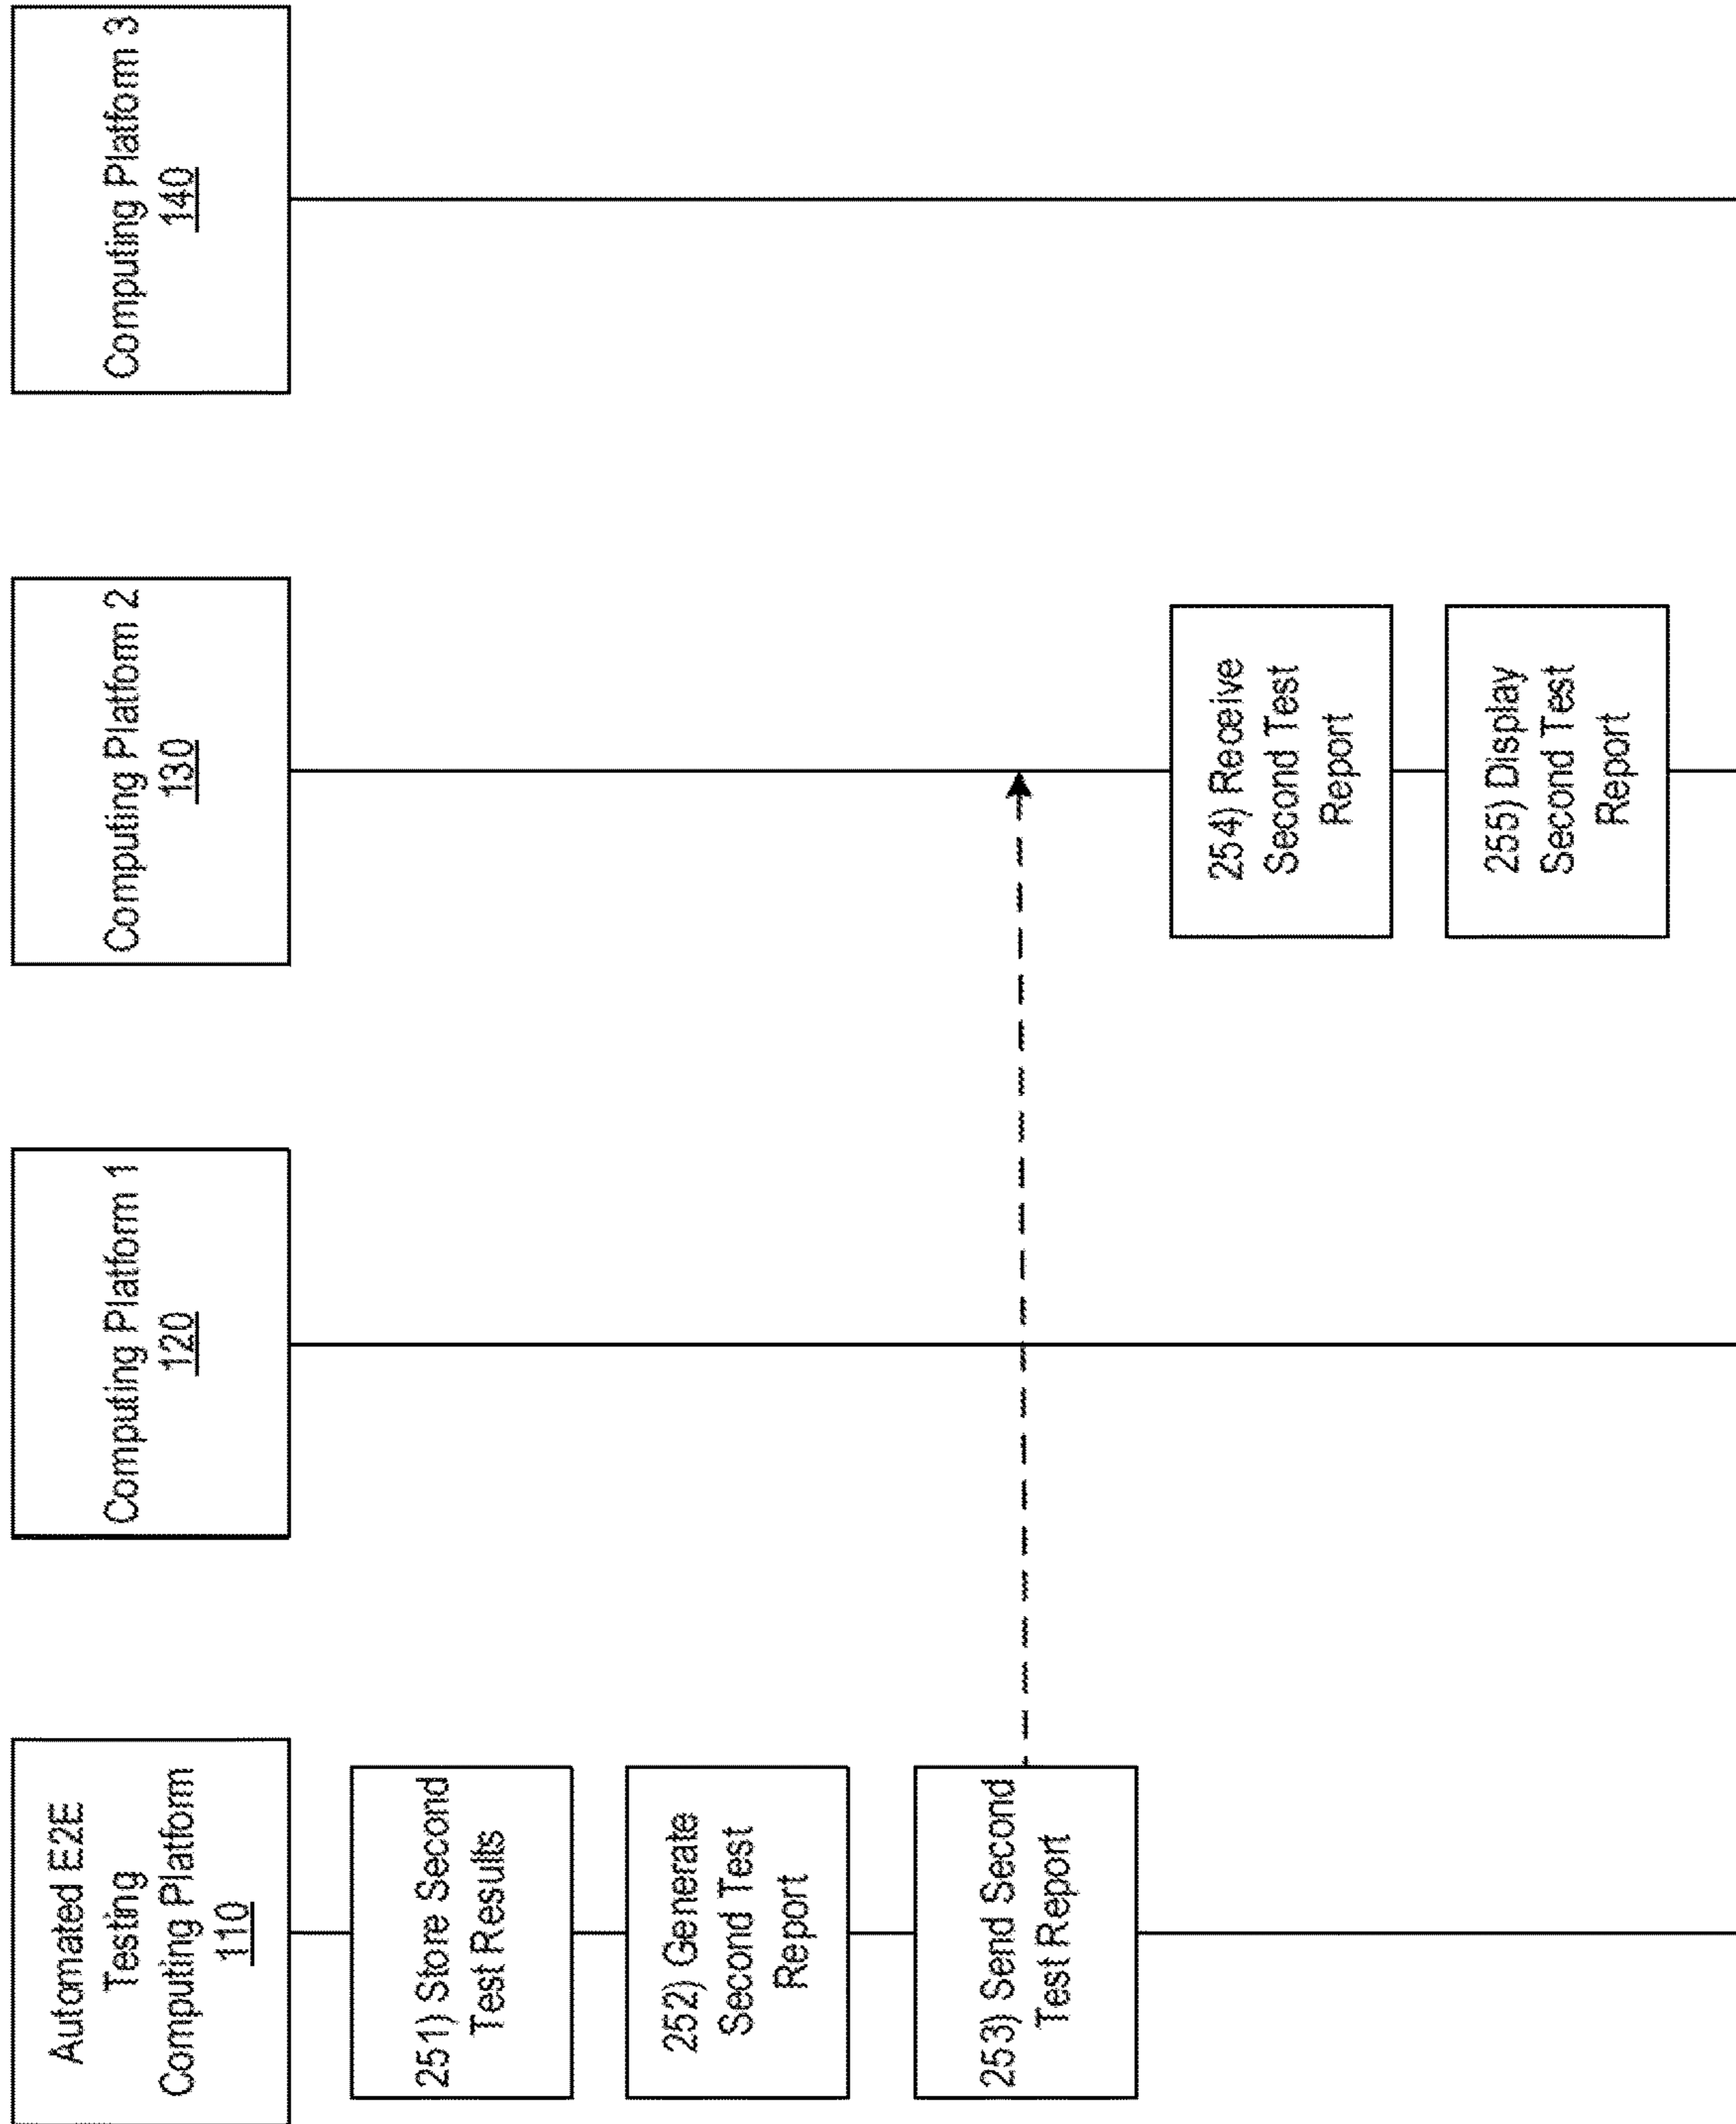 Automated E2E
Testing
Computing Platform
110
Computing Platform 1
120
Computing Platform 2
130
Computing Platform 3
140
251) Store Second
Test Results
252) Generate
Second Test
Report
253) Send Second
Test Report
254) Receive
Second Test
Report
255) Display
Second Test
Report